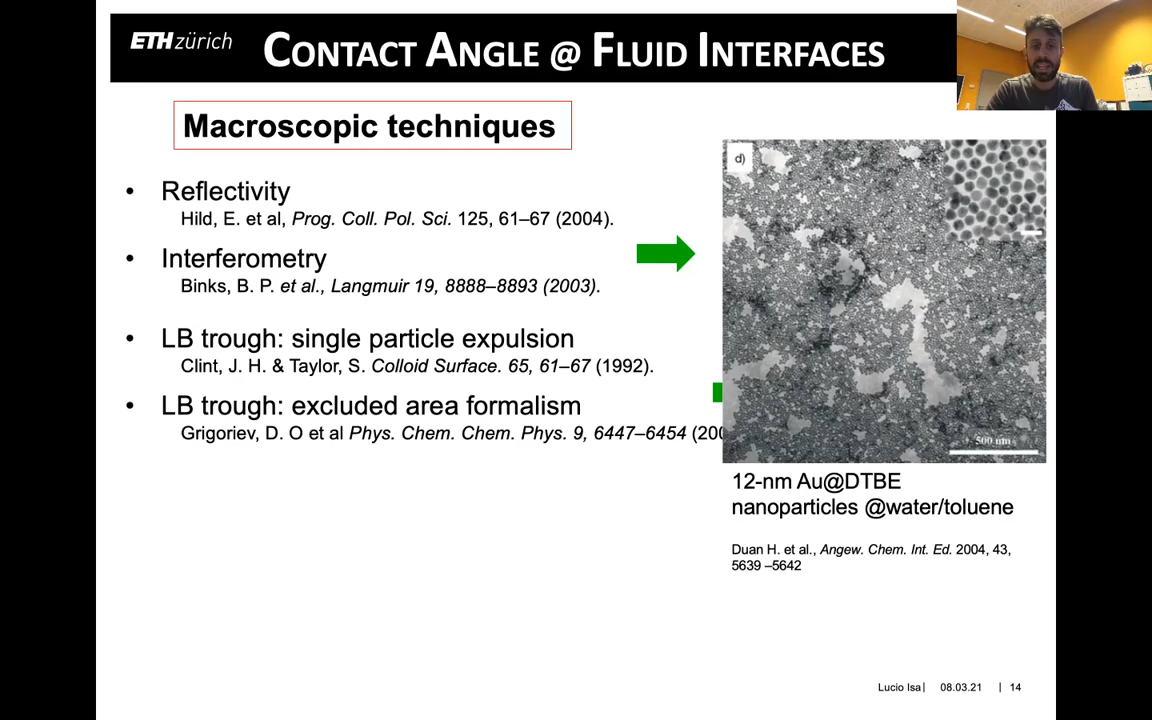 ETH zürich
CONTACT ANGLE @ FLUID INTERFACES
Macroscopic techniques
• Reflectivity
Hild, E. et al, Prog. Coll. Pol. Sci. 125, 61–67 (2004).
• Interferometry
Binks, B. P. et al., Langmuir 19, 8888–8893 (2003).
• LB trough: single particle expulsion
Clint, J. H. & Taylor, S. Colloid Surface. 65, 61–67 (1992).
• LB trough: excluded area formalism
Grigoriev, D. O et al Phys. Chem. Chem. Phys. 9, 6447–6454
d)
500 nm
12-nm Au@DTBE
nanoparticles @water/toluene
Duan H. et al., Angew. Chem. Int. Ed. 2004, 43,
5639 –5642
Lucio Isa | 08.03.21 | 14